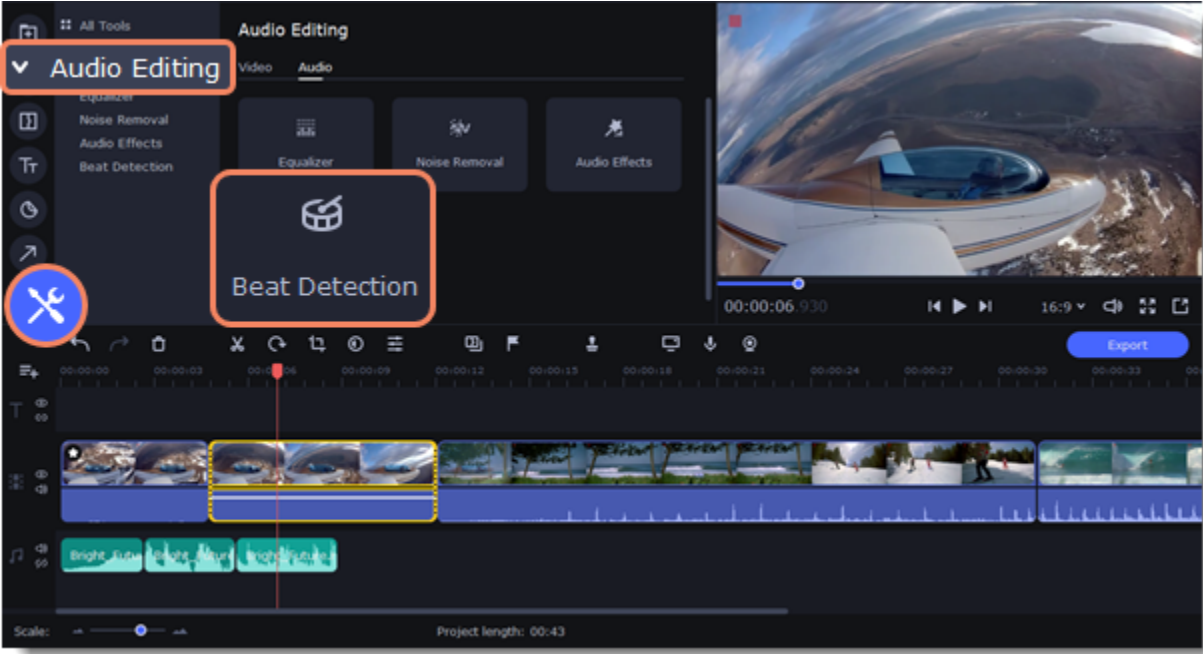 All Tools
Audio Editing
Audio Editing
Video Audio
Equalizer
Noise Removal
Audio Effects
Beat Detection
Equalizer
Noise Removal
Audio Effects
Beat Detection
00:00:06.930
16:9
Export
00:00:00 00:00:03 00:00:06 00:00:09 00:00:12 00:00:15 00:00:18 00:00:21 00:00:24 00:00:27 00:00:30 00:00:33
Scale:
Project length: 00:43